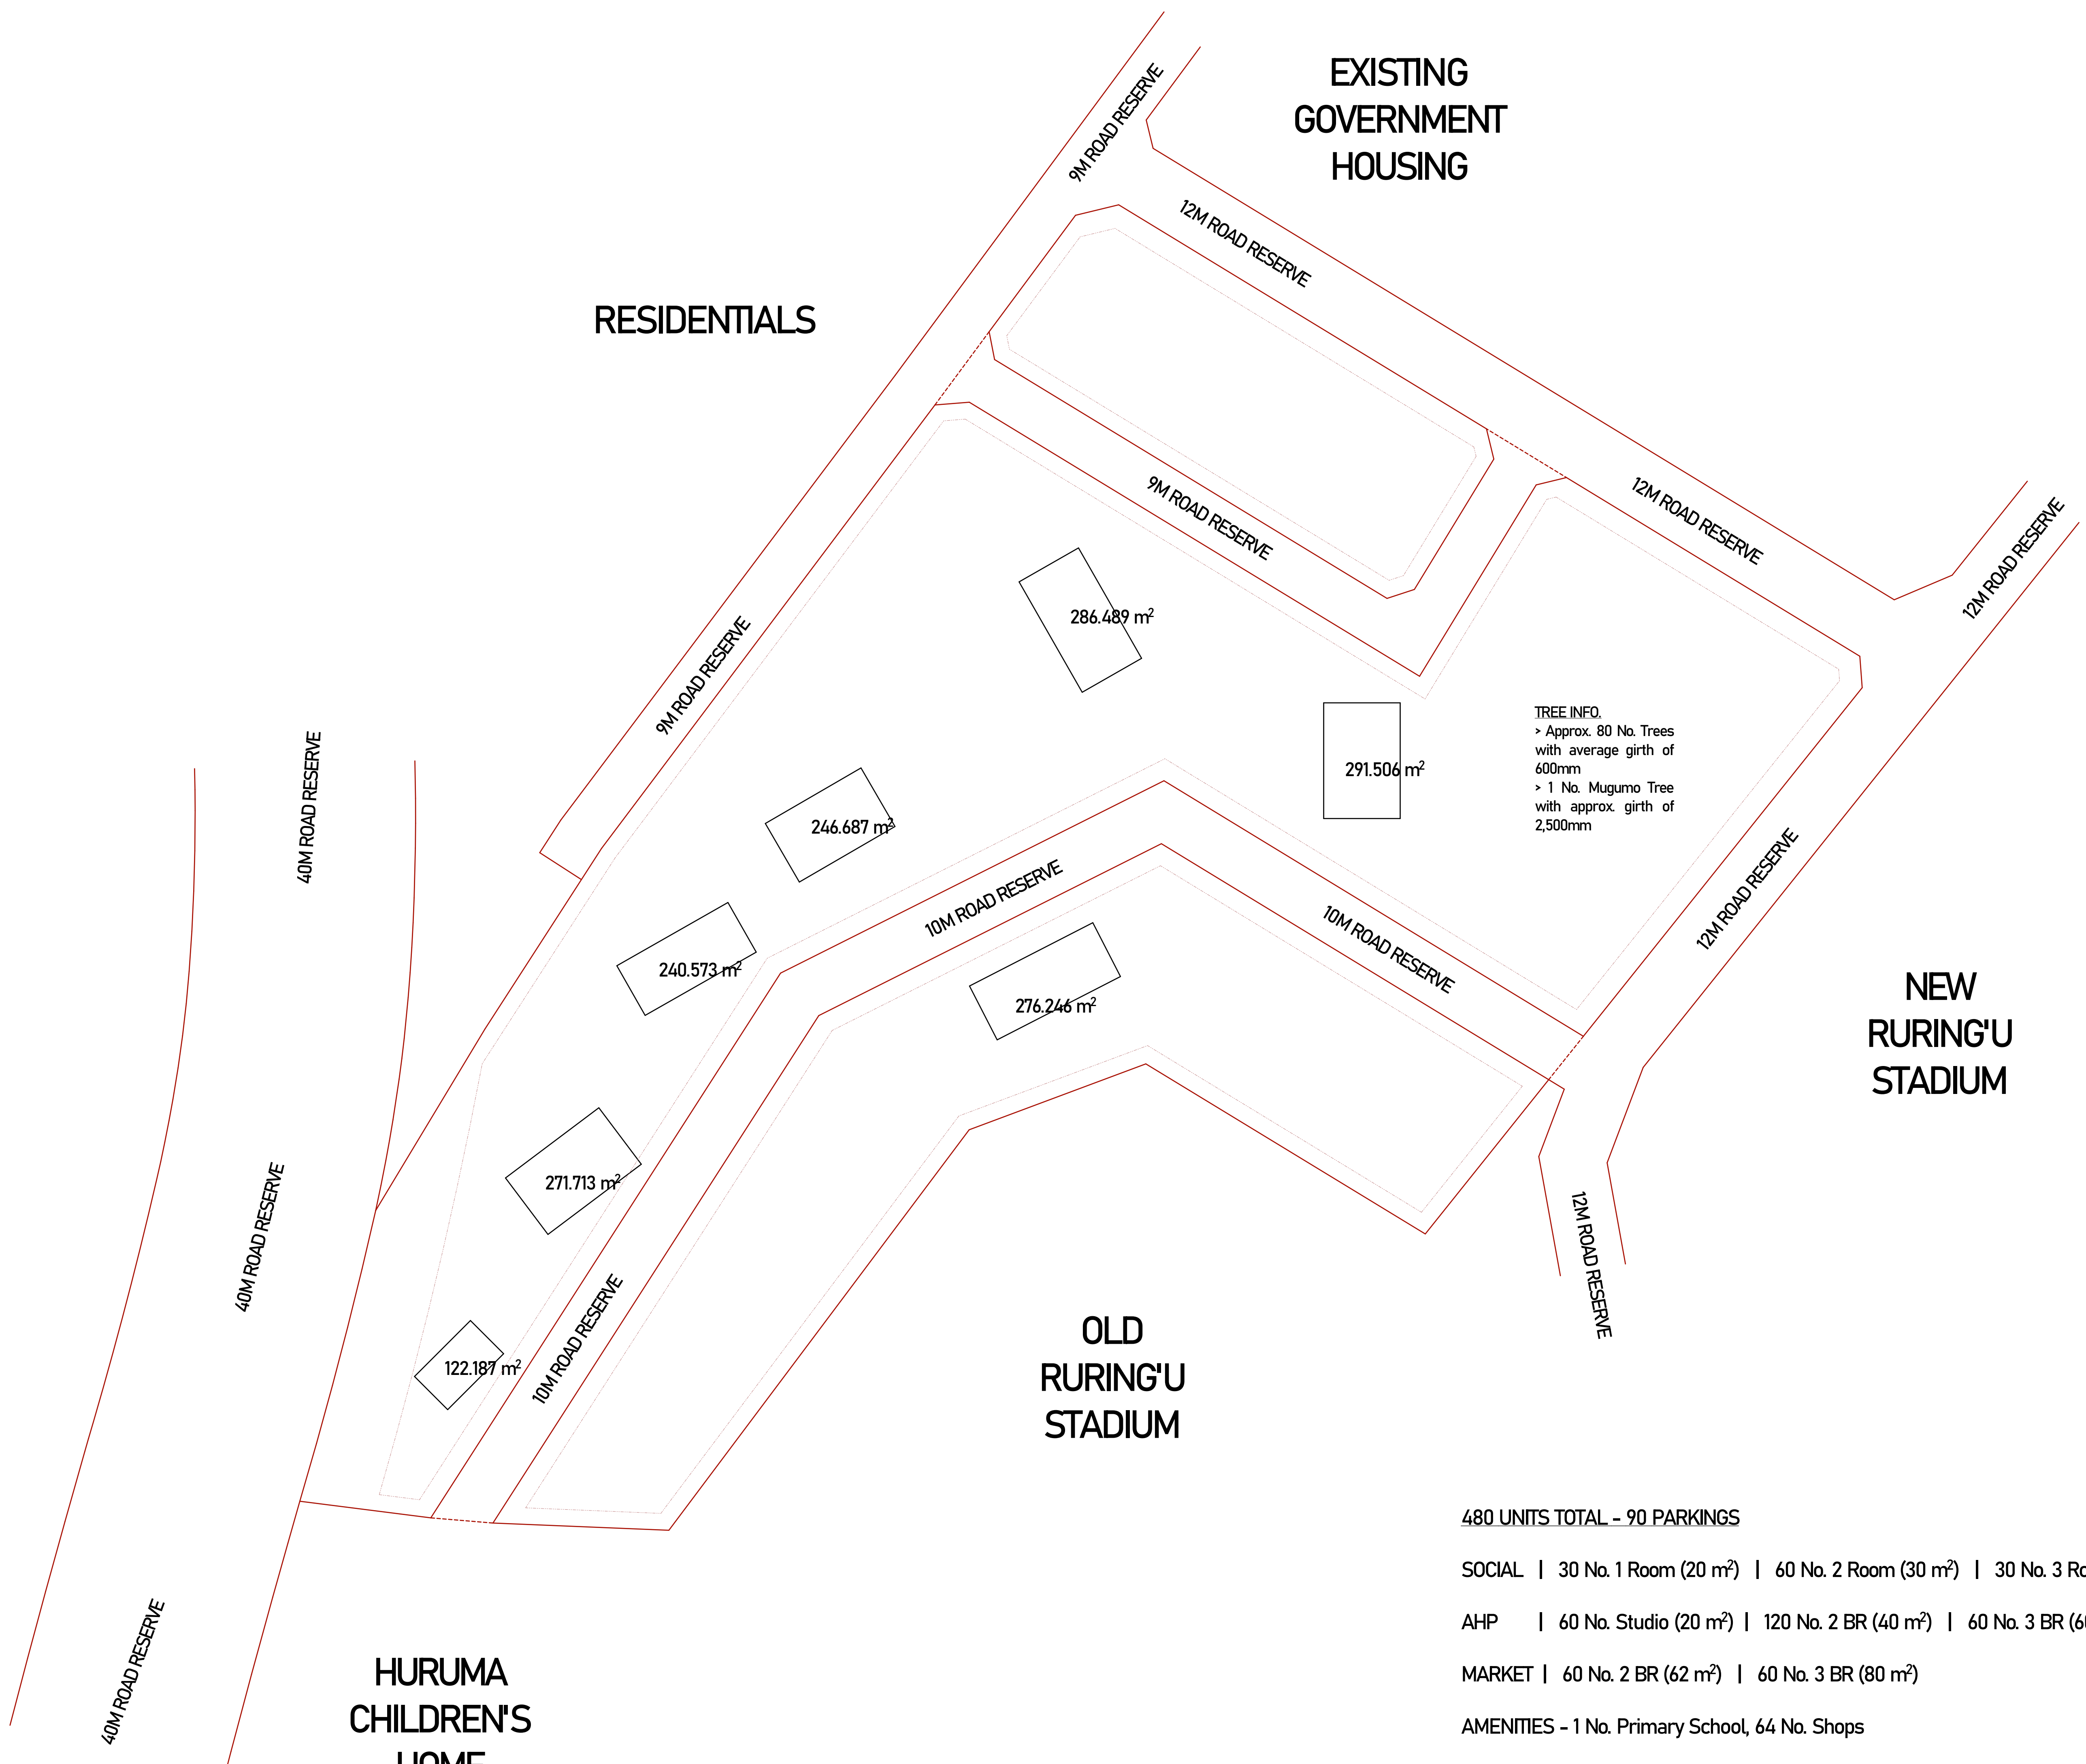 EXISTING
GOVERNMENT
HOUSING
9M ROAD RESERVE
12M ROAD RESERVE
RESIDENTIALS
9M ROAD RESERVE
12M ROAD RESERVE
12M ROAD RESERVE
286.489 m²
9M ROAD RESERVE
TREE INFO.
> Approx. 80 No. Trees
with average girth of
600mm
> 1 No. Mugumo Tree
with approx. girth of
2,500mm
291.506 m²
40M ROAD RESERVE
246.687 m²
12M ROAD RESERVE
10M ROAD RESERVE
10M ROAD RESERVE
240.573 m²
276.246 m²
NEW
RURING'U
STADIUM
271.713 m²
40M ROAD RESERVE
12M ROAD RESERVE
10M ROAD RESERVE
122.187 m²
OLD
RURING'U
STADIUM
480 UNITS TOTAL - 90 PARKINGS
SOCIAL | 30 No. 1 Room (20 m²) | 60 No. 2 Room (30 m²) | 30 No. 3
AHP | 60 No. Studio (20 m²) | 120 No. 2 BR (40 m²) | 60 No. 3 BR
MARKET | 60 No. 2 BR (62 m²) | 60 No. 3 BR (80 m²)
AMENITIES - 1 No. Primary School, 64 No. Shops
40M ROAD RESERVE
HURUMA
CHILDREN'S
HOME